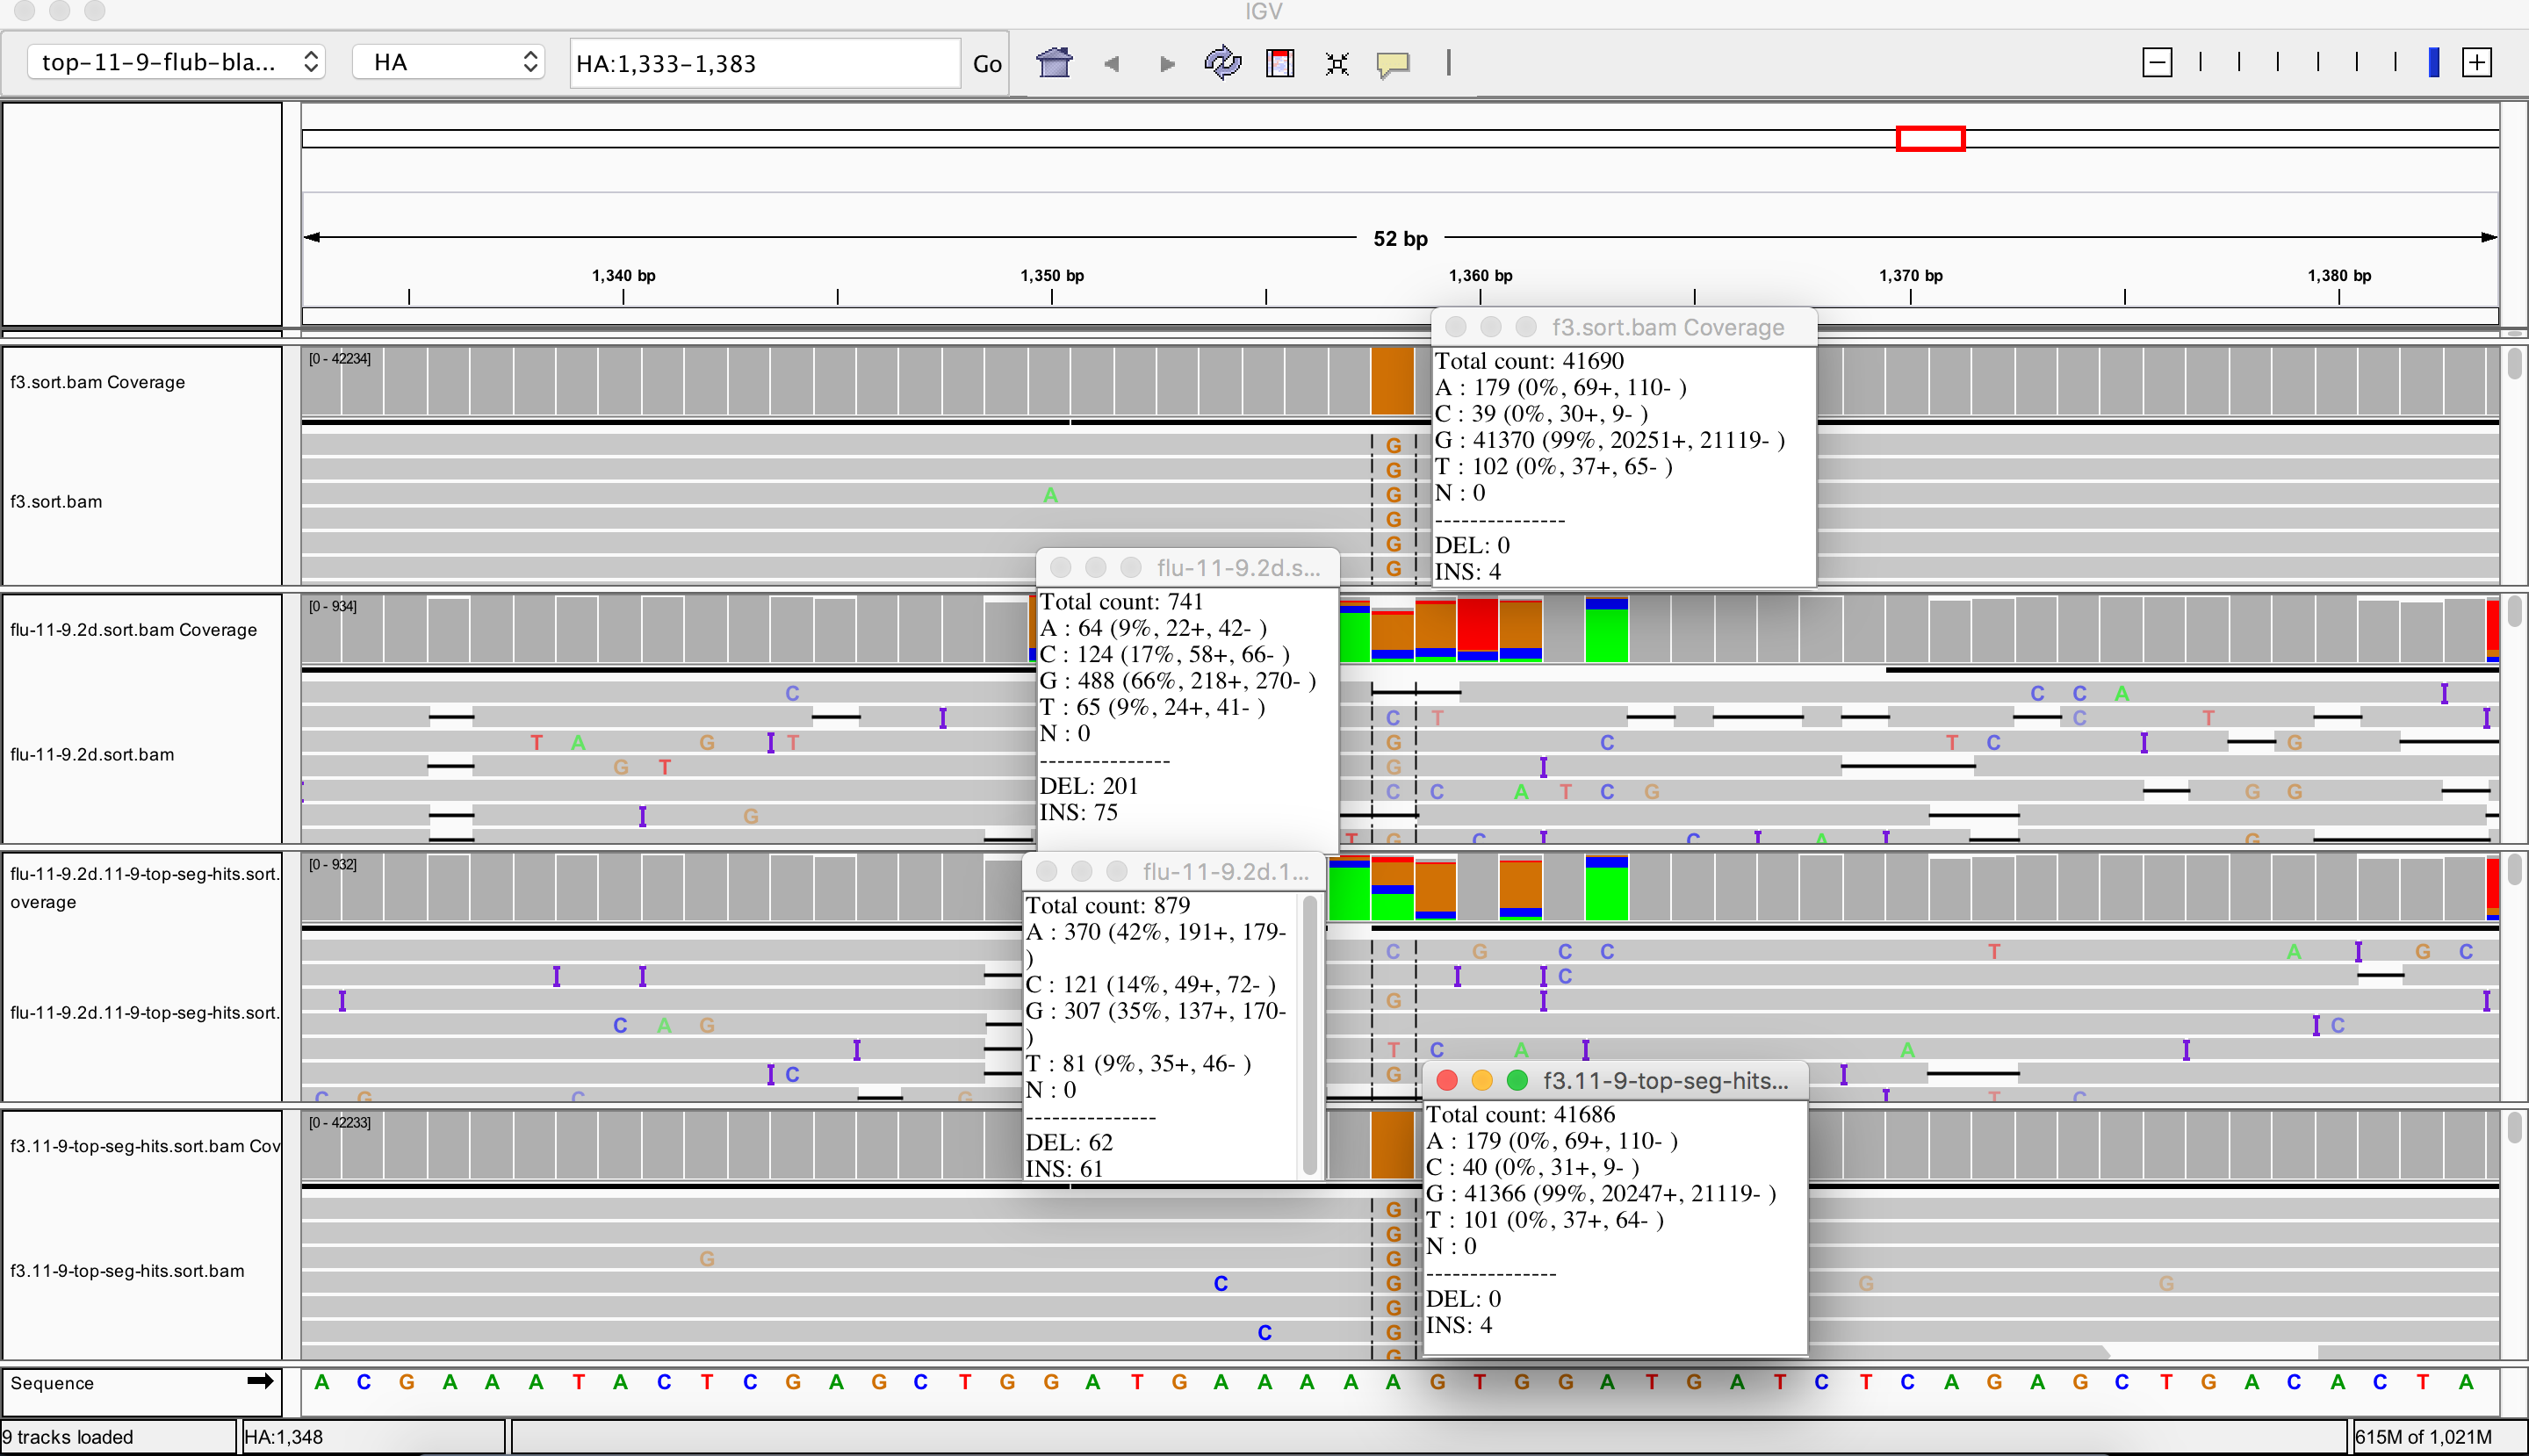 IGV
top-11-9-flub-bla...
HA
HA:1,333-1,383
Go
52 bp
1,340 bp 1,350 bp 1,360 bp 1,370 bp 1,380 bp
f3.sort.bam Coverage
[0 - 42234]
f3.sort.bam
G
G
A G
G
G
G
f3.sort.bam Coverage
Total count: 41690
A : 179 (0%, 69+, 110- )
C : 39 (0%, 30+, 9- )
G : 41370 (99%, 20251+, 21119- )
T : 102 (0%, 37+, 65- )
N : 0
---------------
DEL: 0
INS: 4
flu-11-9.2d.sort.bam Coverage
[0 - 934]
flu-11-9.2d.sort.bam
flu-11-9.2d.s...
Total count: 741
A : 64 (9%, 22+, 42- )
C : 124 (17%, 58+, 66- )
G : 488 (66%, 218+, 270- )
T : 65 (9%, 24+, 41- )
N : 0
---------------
DEL: 201
INS: 75
C C C A I
I C T C T I
T A G I T G C T C I G
G T G I
C C A T C G G G
I G
T G C I C I A I G
flu-11-9.2d.11-9-top-seg-hits.sort.
overage
[0 - 932]
flu-11-9.2d.11-9-top-seg-hits.sort.
flu-11-9.2d.1...
Total count: 879
A : 370 (42%, 191+, 179-
)
C : 121 (14%, 49+, 72- )
G : 307 (35%, 137+, 170-
)
T : 81 (9%, 35+, 46- )
N : 0
---------------
DEL: 62
INS: 61
C G C C T A I G C
I I I I C
I G I I
C A G I C
I T C A I A I
I C G I
C G C G I T C
f3.11-9-top-seg-hits.sort.bam Cov
[0 - 42233]
f3.11-9-top-seg-hits.sort.bam
f3.11-9-top-seg-hits...
Total count: 41686
A : 179 (0%, 69+, 110- )
C : 40 (0%, 31+, 9- )
G : 41366 (99%, 20247+, 21119- )
T : 101 (0%, 37+, 64- )
N : 0
---------------
DEL: 0
INS: 4
G
G
G G
C G G G
G
C G
G
Sequence
A C G A A A T A C T C G A G C T G G A T G A A A A A G T G G A T G A T C T C A G A G C T G A C A C T A
9 tracks loaded
HA:1,348
615M of 1,021M